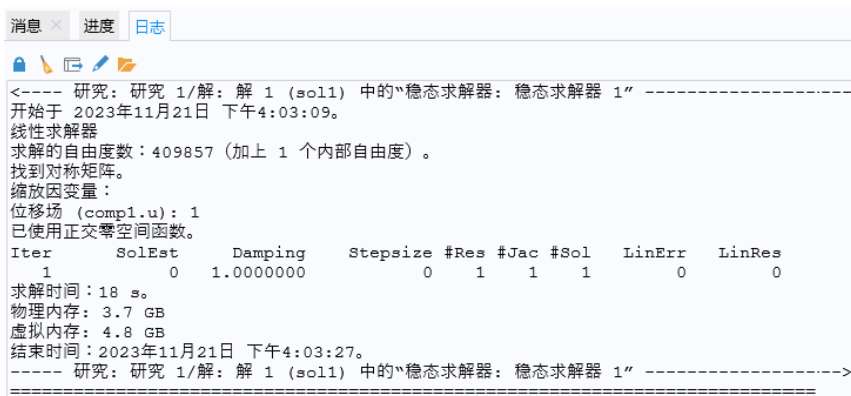 消息 × 进度 日志
<---- 研究: 研究 1/解: 解 1 (sol1) 中的“稳态求解器: 稳态求解器 1” --------------------
开始于 2023年11月21日 下午4:03:09。
线性求解器
求解的自由度数：409857（加上 1 个内部自由度）。
找到对称矩阵。
缩放因变量：
位移场 (comp1.u): 1
已使用正交零空间函数。
Iter SolEst Damping Stepsize #Res #Jac #Sol LinErr LinRes
1 0 1.0000000 0 1 1 1 0 0
求解时间：18 s。
物理内存: 3.7 GB
虚拟内存: 4.8 GB
结束时间：2023年11月21日 下午4:03:27。
----- 研究: 研究 1/解: 解 1 (sol1) 中的“稳态求解器: 稳态求解器 1” ------------------->
=============================================================================